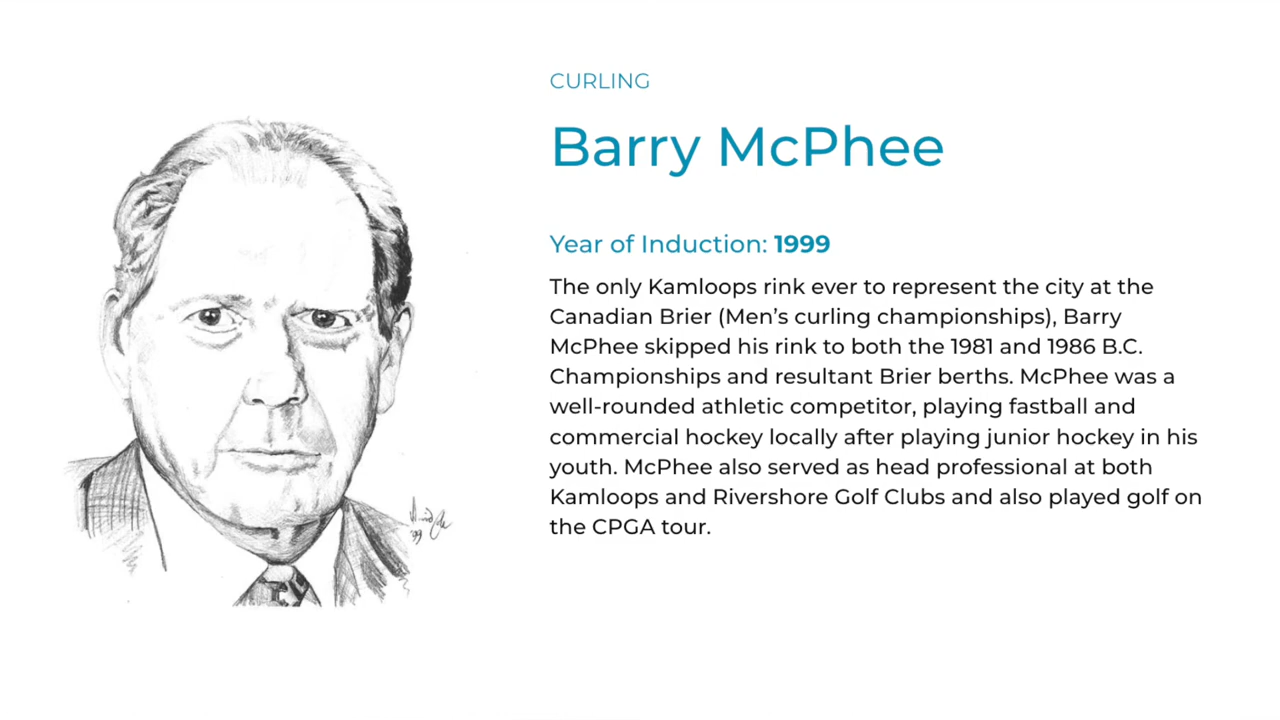 CURLING
Barry McPhee
Year of Induction: 1999
The only Kamloops rink ever to represent the city at the
Canadian Brier (Men’s curling championships), Barry
McPhee skipped his rink to both the 1981 and 1986 B.C.
Championships and resultant Brier berths. McPhee was a
well-rounded athletic competitor, playing fastball and
commercial hockey locally after playing junior hockey in his
youth. McPhee also served as head professional at both
Kamloops and Rivershore Golf Clubs and also played golf on
the CPGA tour.
'99